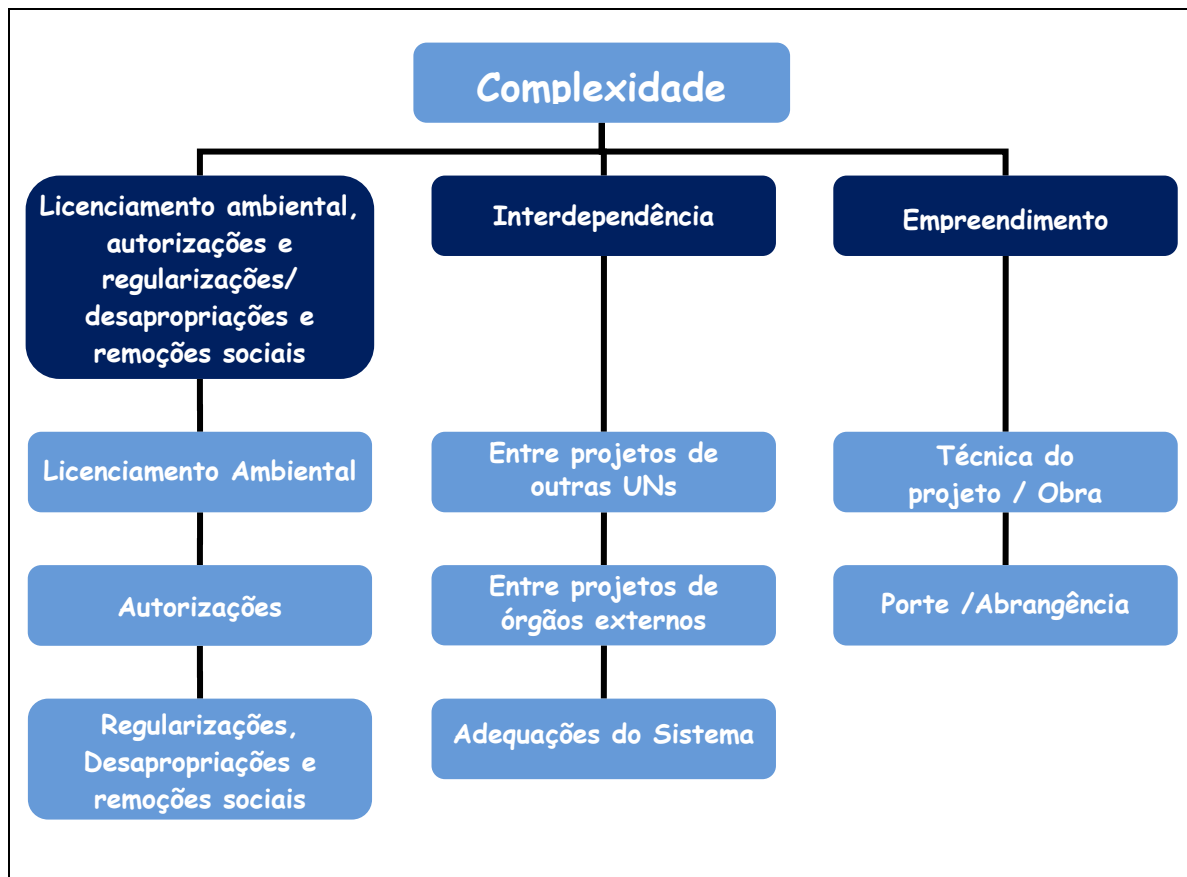 Complexidade
Licenciamento ambiental,
autorizações e
regularizações/
desapropriações e
remoções sociais
Interdependência
Empreendimento
Licenciamento Ambiental
Entre projetos de
outras UNs
Técnica do
projeto / Obra
Autorizações
Entre projetos de
órgãos externos
Porte /Abrangência
Regularizações,
Desapropriações e
remoções sociais
Adequações do Sistema